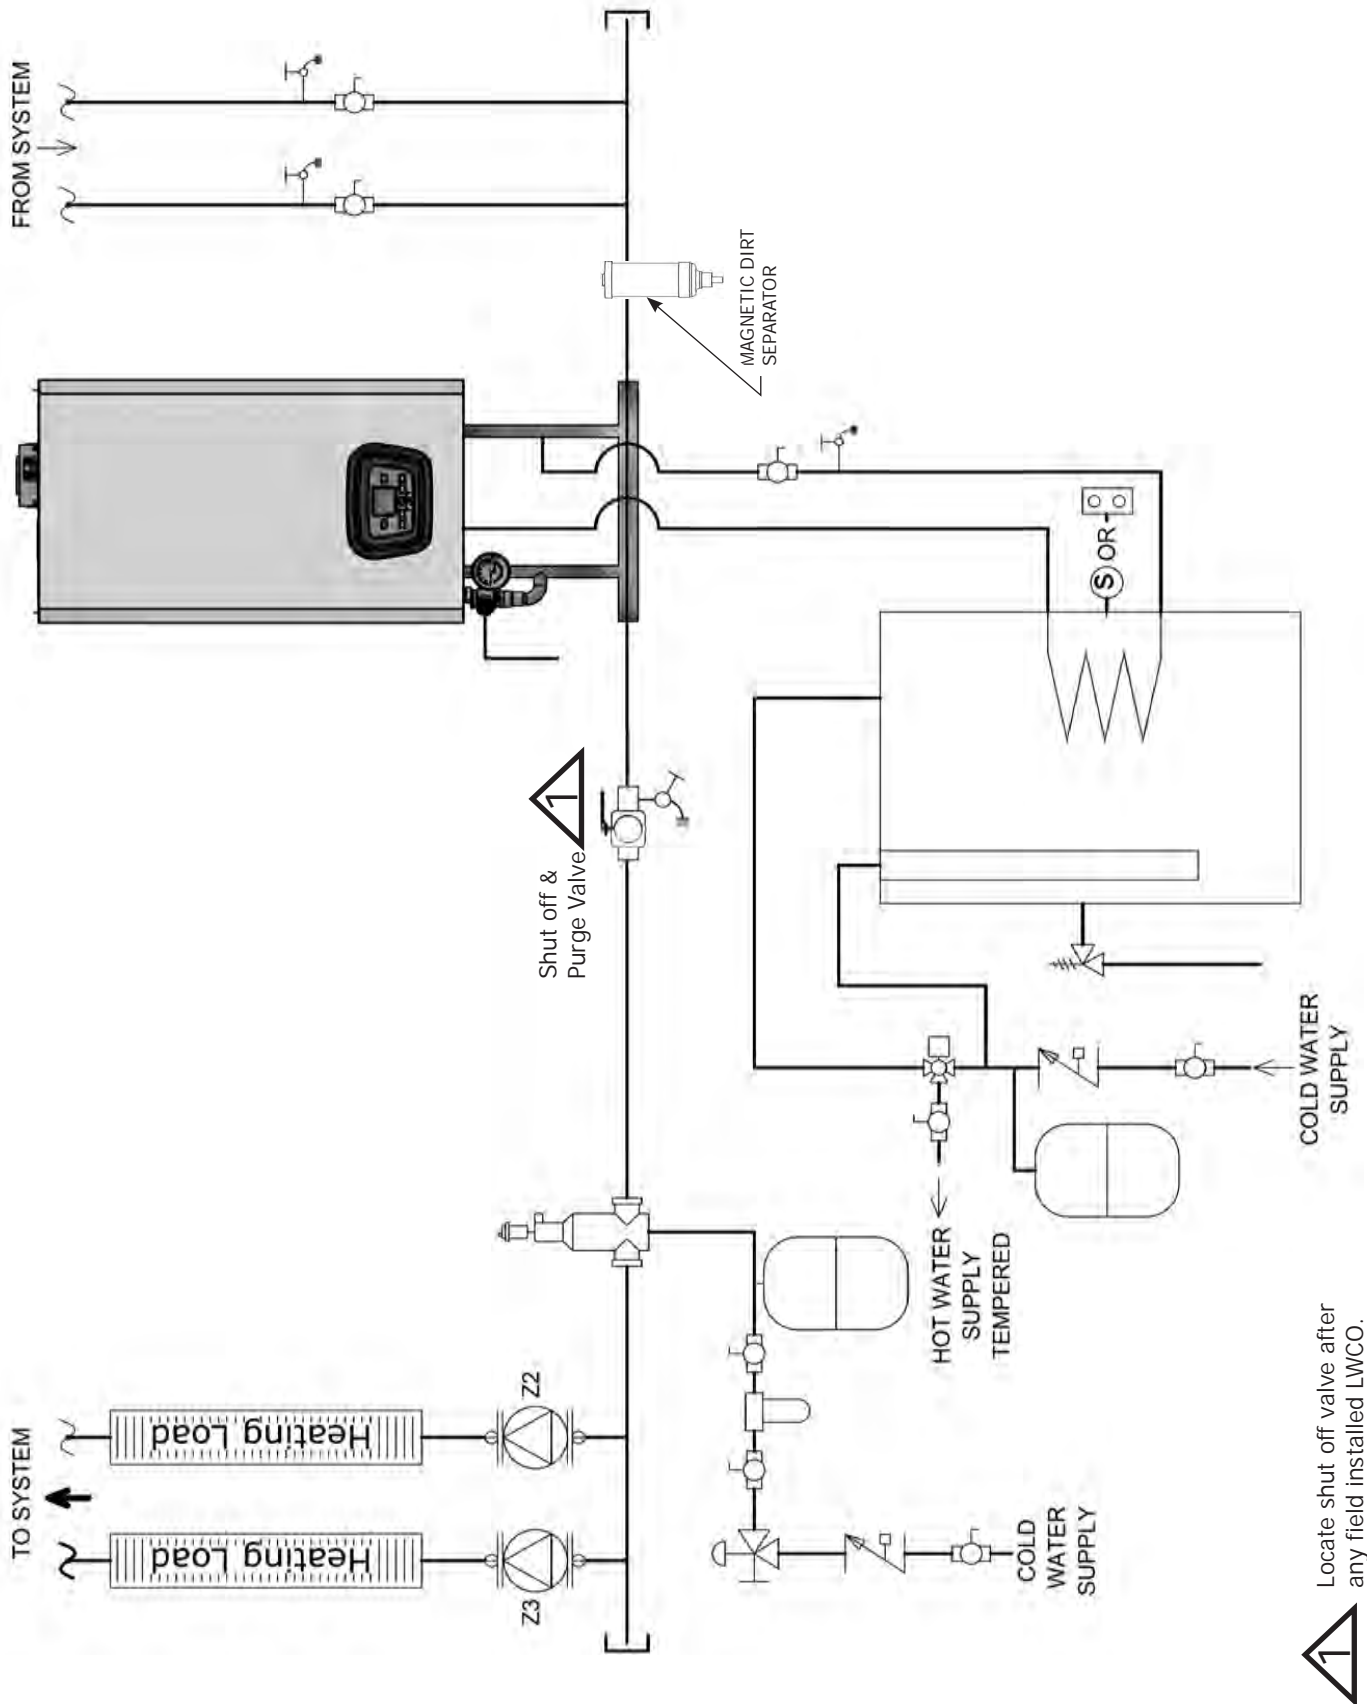 FROM SYSTEM
MAGNETIC DIRT
SEPARATOR
S
OR
Shut off &
Purge Valve
1
COLD WATER
SUPPLY
HOT WATER
SUPPLY
TEMPERED
TO SYSTEM
Heating Load
Heating Load
Z2
Z3
COLD
WATER
SUPPLY
1
Locate shut off valve after
any field installed LWCO.